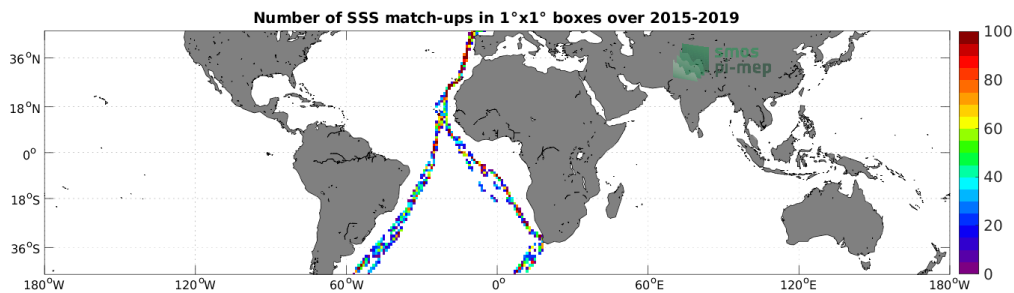 Number of SSS match-ups in 1°x1° boxes over 2015-2019
smos
pi-mep
36°N
18°N
0°
18°S
36°S
180°W
120°W
60°W
0°
60°E
120°E
180°W
100
80
60
40
20
0